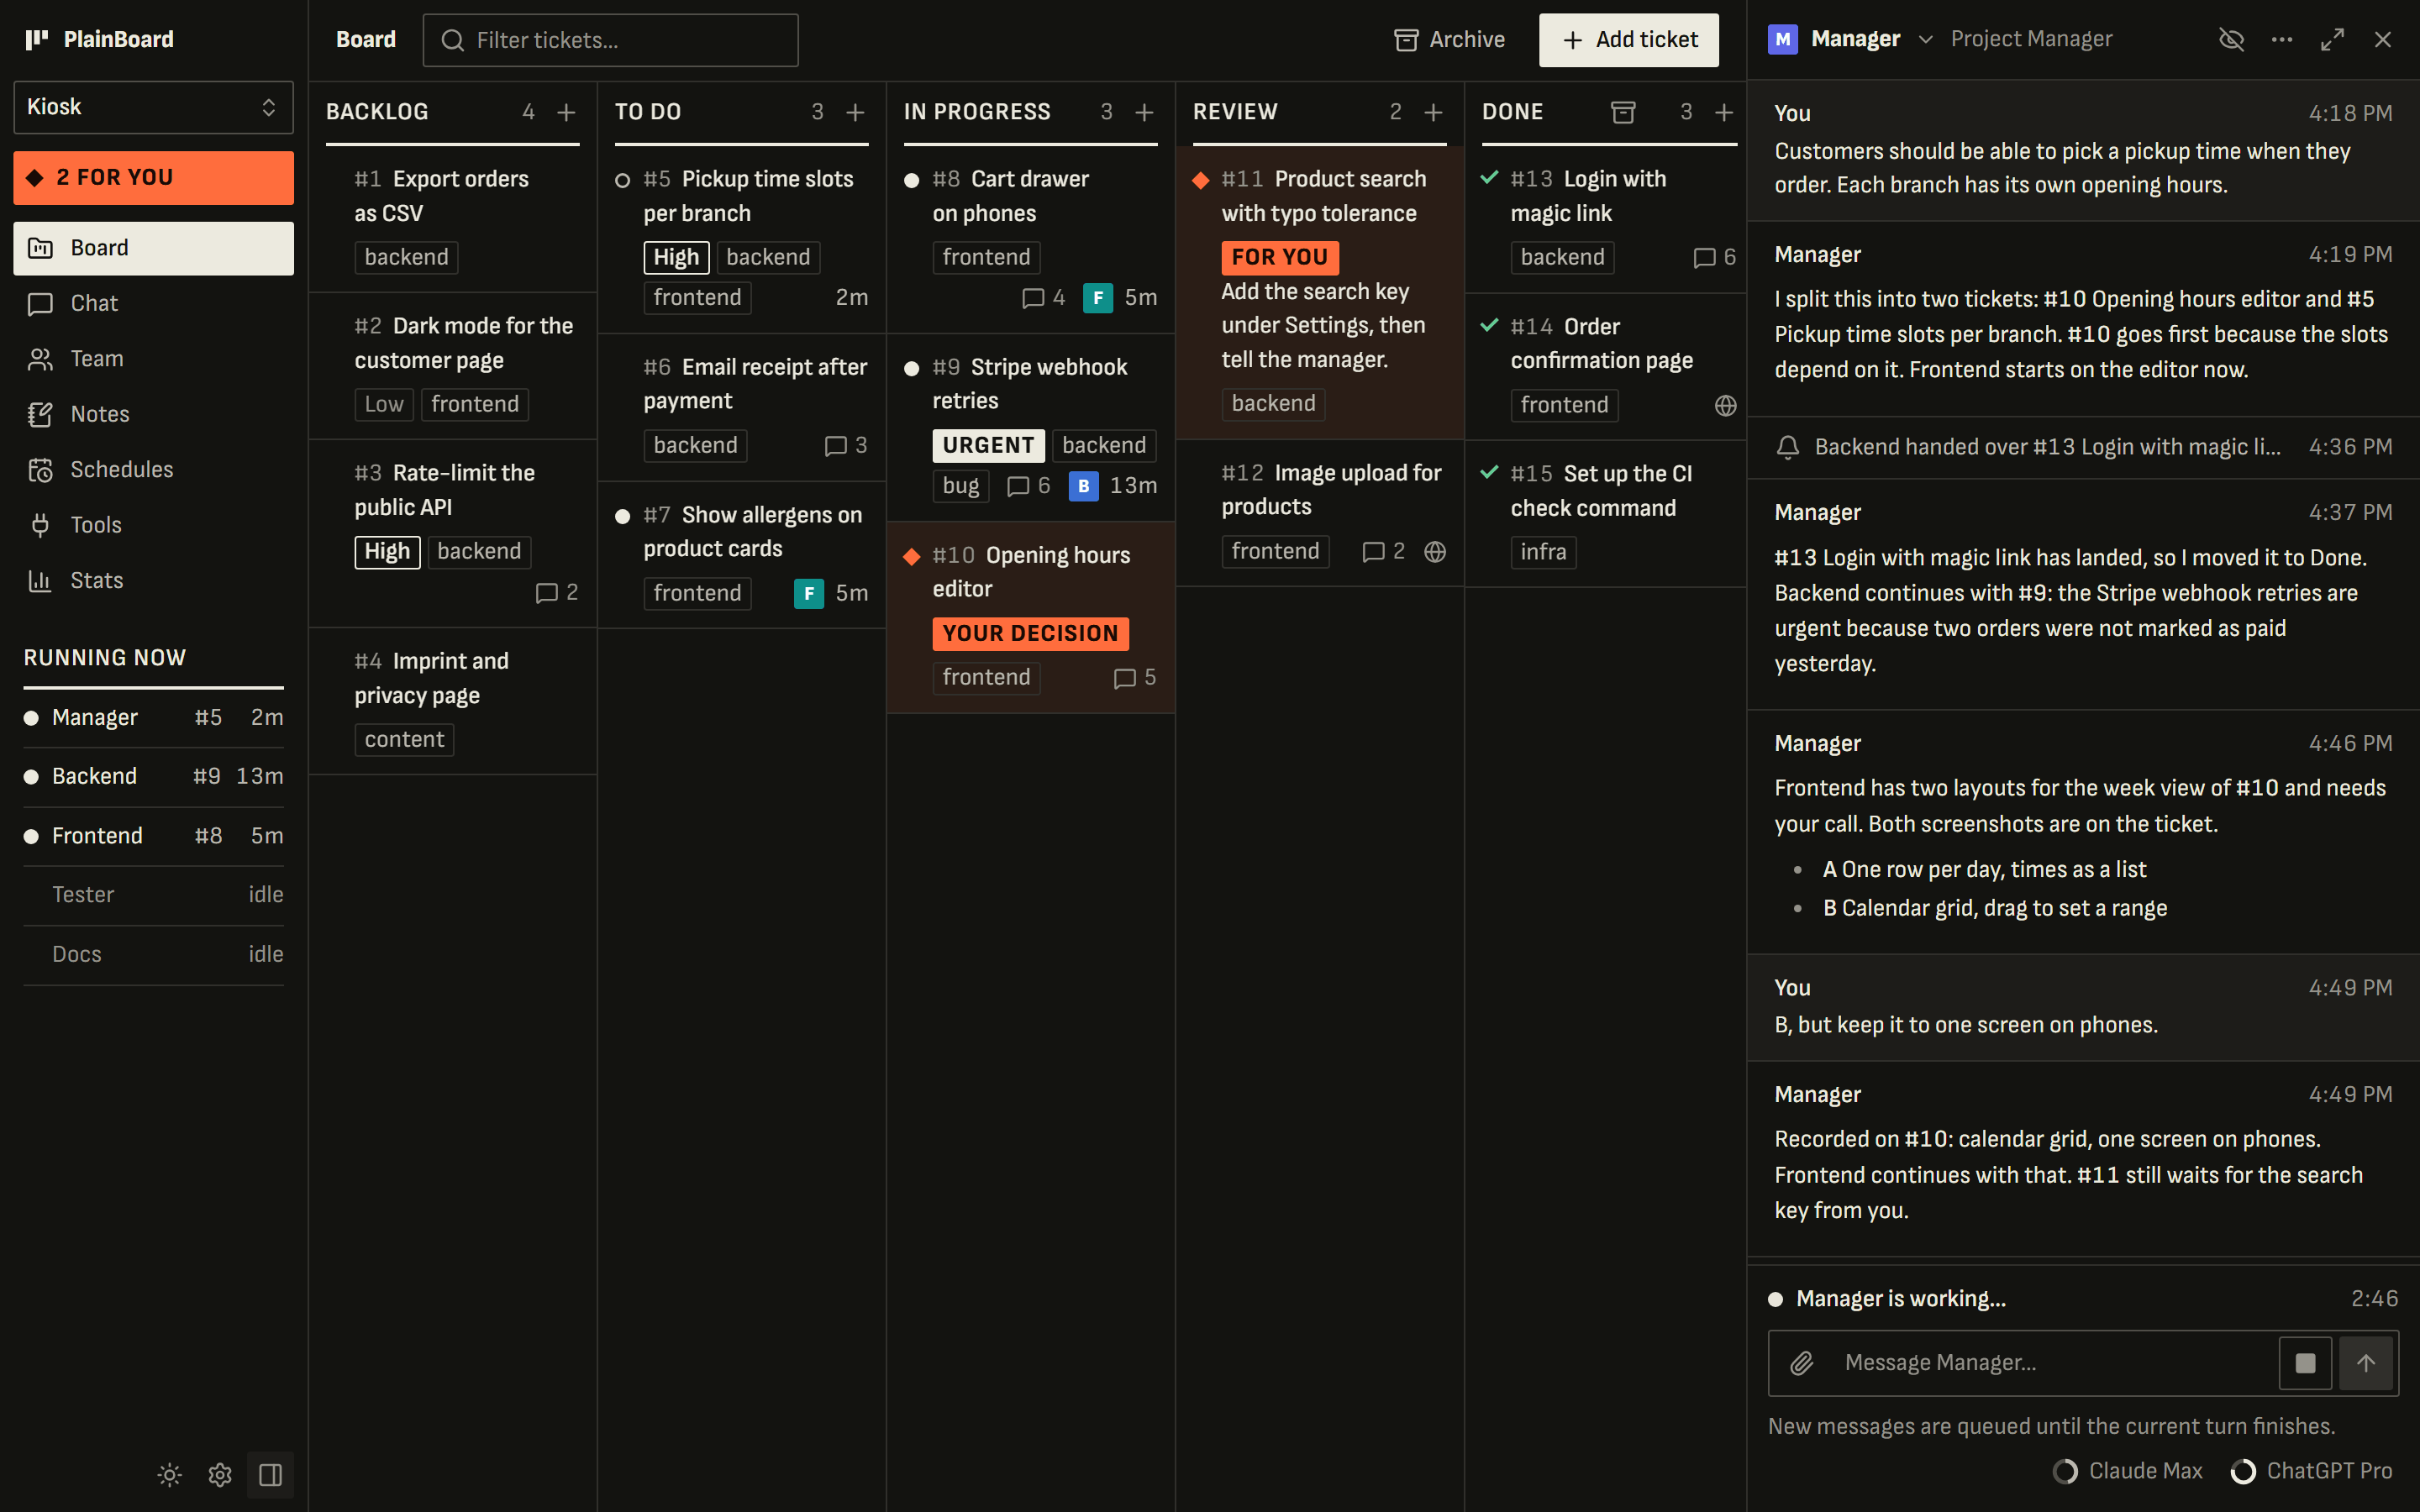 PlainBoard
Kiosk
2 FOR YOU
Board
Chat
Team
Notes
Schedules
Tools
Stats
RUNNING NOW
Manager #5 2m
Backend #9 13m
Frontend #8 5m
Tester idle
Docs idle
Board
Filter tickets...
Archive
Add ticket
BACKLOG 4
#1 Export orders
as CSV
backend
#2 Dark mode for the
customer page
Low frontend
#3 Rate-limit the
public API
High backend
2
#4 Imprint and
privacy page
content
TO DO 3
#5 Pickup time slots
per branch
High backend
frontend 2m
#6 Email receipt after
payment
backend 3
#7 Show allergens on
product cards
frontend F 5m
IN PROGRESS 3
#8 Cart drawer
on phones
frontend
4 F 5m
#9 Stripe webhook
retries
URGENT backend
bug 6 B 13m
#10 Opening hours
editor
YOUR DECISION
frontend 5
REVIEW 2
#11 Product search
with typo tolerance
FOR YOU
Add the search key
under Settings, then
tell the manager.
backend
#12 Image upload for
products
frontend 2
DONE 3
#13 Login with
magic link
backend 6
#14 Order
confirmation page
frontend
#15 Set up the CI
check command
infra
M Manager Project Manager
You 4:18 PM
Customers should be able to pick a pickup time when they
order. Each branch has its own opening hours.
Manager 4:19 PM
I split this into two tickets: #10 Opening hours editor and #5
Pickup time slots per branch. #10 goes first because the slots
depend on it. Frontend starts on the editor now.
Backend handed over #13 Login with magic li... 4:36 PM
Manager 4:37 PM
#13 Login with magic link has landed, so I moved it to Done.
Backend continues with #9: the Stripe webhook retries are
urgent because two orders were not marked as paid
yesterday.
Manager 4:46 PM
Frontend has two layouts for the week view of #10 and needs
your call. Both screenshots are on the ticket.
• A One row per day, times as a list
• B Calendar grid, drag to set a range
You 4:49 PM
B, but keep it to one screen on phones.
Manager 4:49 PM
Recorded on #10: calendar grid, one screen on phones.
Frontend continues with that. #11 still waits for the search
key from you.
Manager is working... 2:46
Message Manager...
New messages are queued until the current turn finishes.
Claude Max ChatGPT Pro